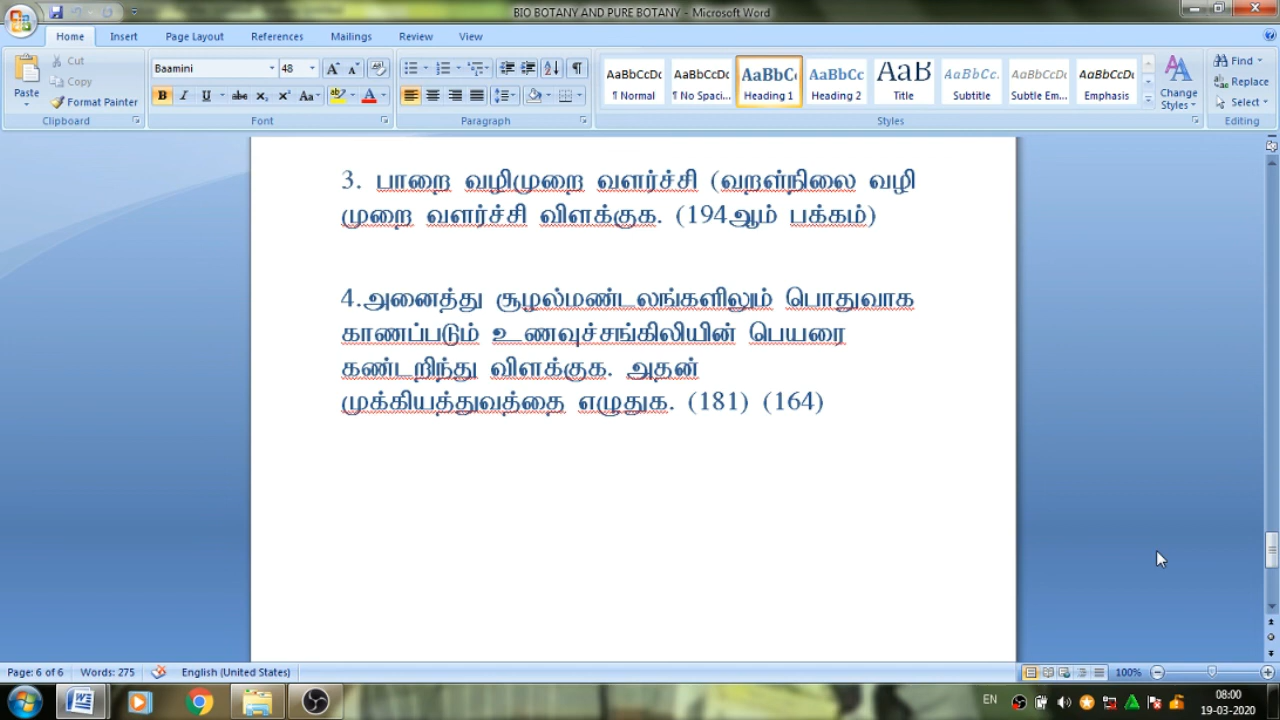 BIO BOTANY AND PURE BOTANY - Microsoft Word
Home Insert Page Layout References Mailings Review View
Cut
Copy
Format Painter
Paste
Baamini 48
B I U abc x₂ x² Aa ab A
AaBbCcDc AaBbCcDc AaBbC AaBbCc AaB AaBbCc. AaBbCcDc AaBbCcDc
¶ Normal ¶ No Spaci... Heading 1 Heading 2 Title Subtitle Subtle Em... Emphasis
Change Styles
Find
Replace
Select
Clipboard Font Paragraph Styles Editing
3. பாறை வழிமுறை வளர்ச்சி (வறள்நிலை வழி
முறை வளர்ச்சி விளக்குக. (194ஆம் பக்கம்)
4.அனைத்து சூழல்மண்டலங்களிலும் பொதுவாக
காணப்படும் உணவுச்சங்கிலியின் பெயரை
கண்டறிந்து விளக்குக. அதன்
முக்கியத்துவத்தை எழுதுக. (181) (164)
Page: 6 of 6 Words: 275 English (United States) 100%
EN 08:00
19-03-2020